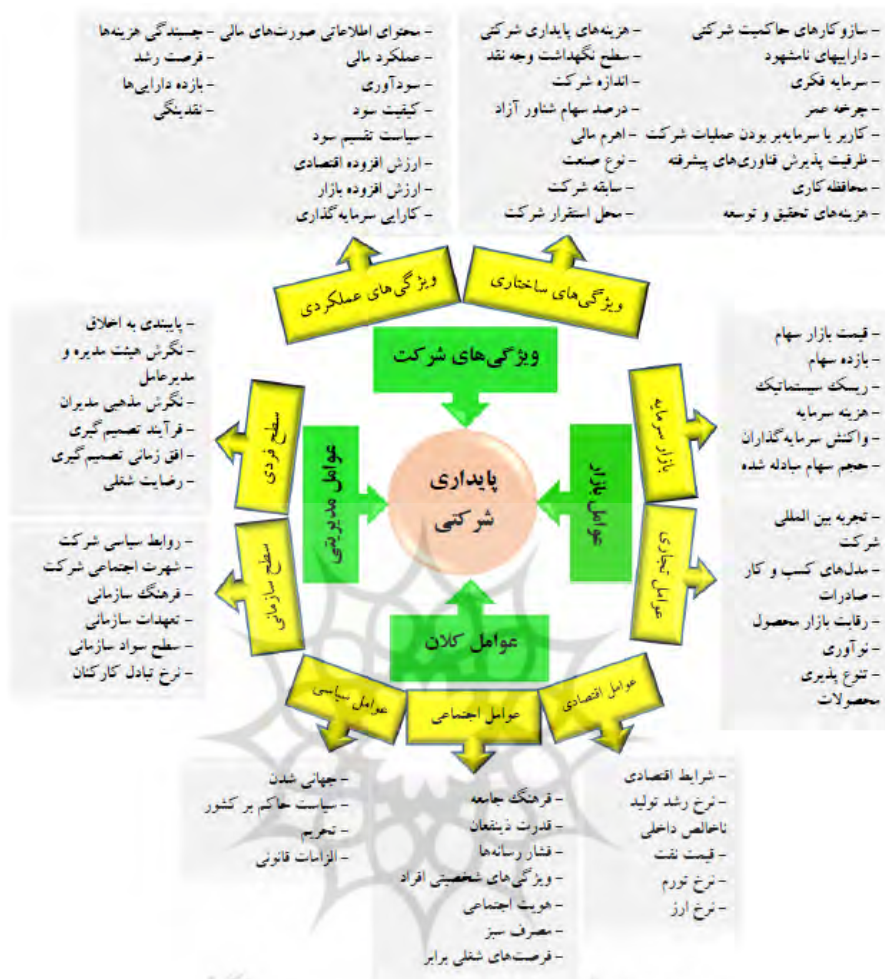 - سازوکارهای حاکمیت شرکتی
- داراییهای نامشهود
- سرمایه فکری
- چرخه عمر
- کاربر یا سرمایه‌بر بودن عملیات شرکت
- ظرفیت پذیرش فناوری‌های پیشرفته
- محافظه‌کاری
- هزینه‌های تحقیق و توسعه
- هزینه‌های پایداری شرکتی
- سطح نگهداشت وجه نقد
- اندازه شرکت
- درصد سهام شناور آزاد
- اهرم مالی
- نوع صنعت
- سابقه شرکت
- محل استقرار شرکت
- محتوای اطلاعاتی صورت‌های مالی
- عملکرد مالی
- سودآوری
- کیفیت سود
- سیاست تقسیم سود
- ارزش افزوده اقتصادی
- ارزش افزوده بازار
- کارایی سرمایه‌گذاری
- چسبندگی هزینه‌ها
- فرصت رشد
- بازده دارایی‌ها
- نقدینگی
ویژگی‌های ساختاری
ویژگی‌های عملکردی
ویژگی‌های شرکت
- قیمت بازار سهام
- بازده سهام
- ریسک سیستماتیک
- هزینه سرمایه
- واکنش سرمایه‌گذاران
- حجم سهام مبادله شده
بازار سرمایه
عوامل بازار
پایداری
شرکتی
عوامل مدیریتی
سطح فردی
- پایبندی به اخلاق
- نگرش هیئت مدیره و
مدیرعامل
- نگرش مذهبی مدیران
- فرآیند تصمیم‌گیری
- افق زمانی تصمیم‌گیری
- رضایت شغلی
- تجربه بین المللی
شرکت
- مدل‌های کسب و کار
- صادرات
- رقابت بازار محصول
- نوآوری
- تنوع پذیری
محصولات
عوامل تجاری
سطح سازمانی
- روابط سیاسی شرکت
- شهرت اجتماعی شرکت
- فرهنگ سازمانی
- تعهدات سازمانی
- سطح سواد سازمانی
- نرخ تبادل کارکنان
عوامل کلان
عوامل اقتصادی
عوامل اجتماعی
عوامل سیاسی
- شرایط اقتصادی
- نرخ رشد تولید
ناخالص داخلی
- قیمت نفت
- نرخ تورم
- نرخ ارز
- فرهنگ جامعه
- قدرت ذینفعان
- فشار رسانه‌ها
- ویژگی‌های شخصیتی افراد
- هویت اجتماعی
- مصرف سبز
- فرصت‌های شغلی برابر
- جهانی شدن
- سیاست حاکم بر کشور
- تحریم
- الزامات قانونی